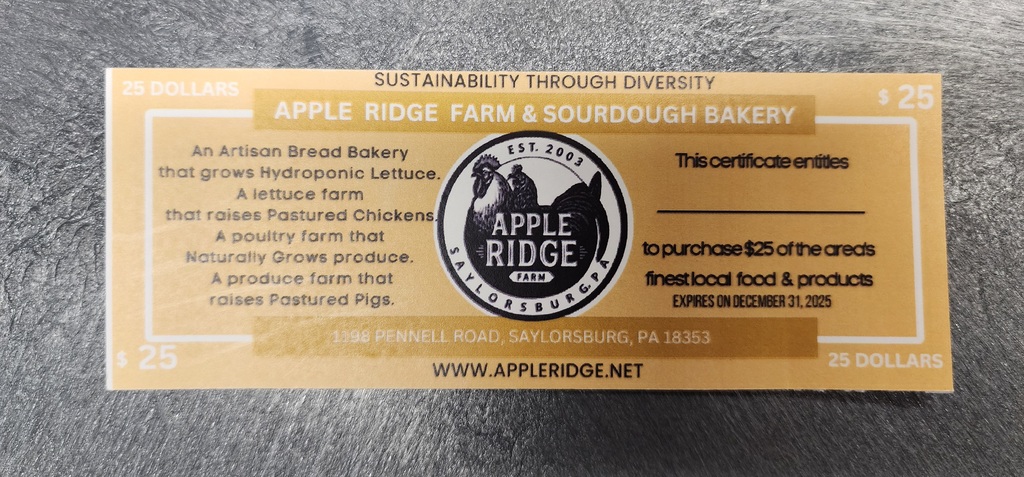 SUSTAINABILITY THROUGH DIVERSITY
25 DOLLARS
$ 25
APPLE RIDGE FARM & SOURDOUGH BAKERY
An Artisan Bread Bakery
that grows Hydroponic Lettuce.
A lettuce farm
that raises Pastured Chickens.
A poultry farm that
Naturally Grows produce.
A produce farm that
raises Pastured Pigs.
EST. 2003
APPLE
RIDGE
FARM
SAYLORSBURG, PA
This certificate entitles
to purchase $25 of the area's
finest local food & products
EXPIRES ON DECEMBER 31, 2025
1198 PENNELL ROAD, SAYLORSBURG, PA 18353
$ 25
25 DOLLARS
WWW.APPLERIDGE.NET